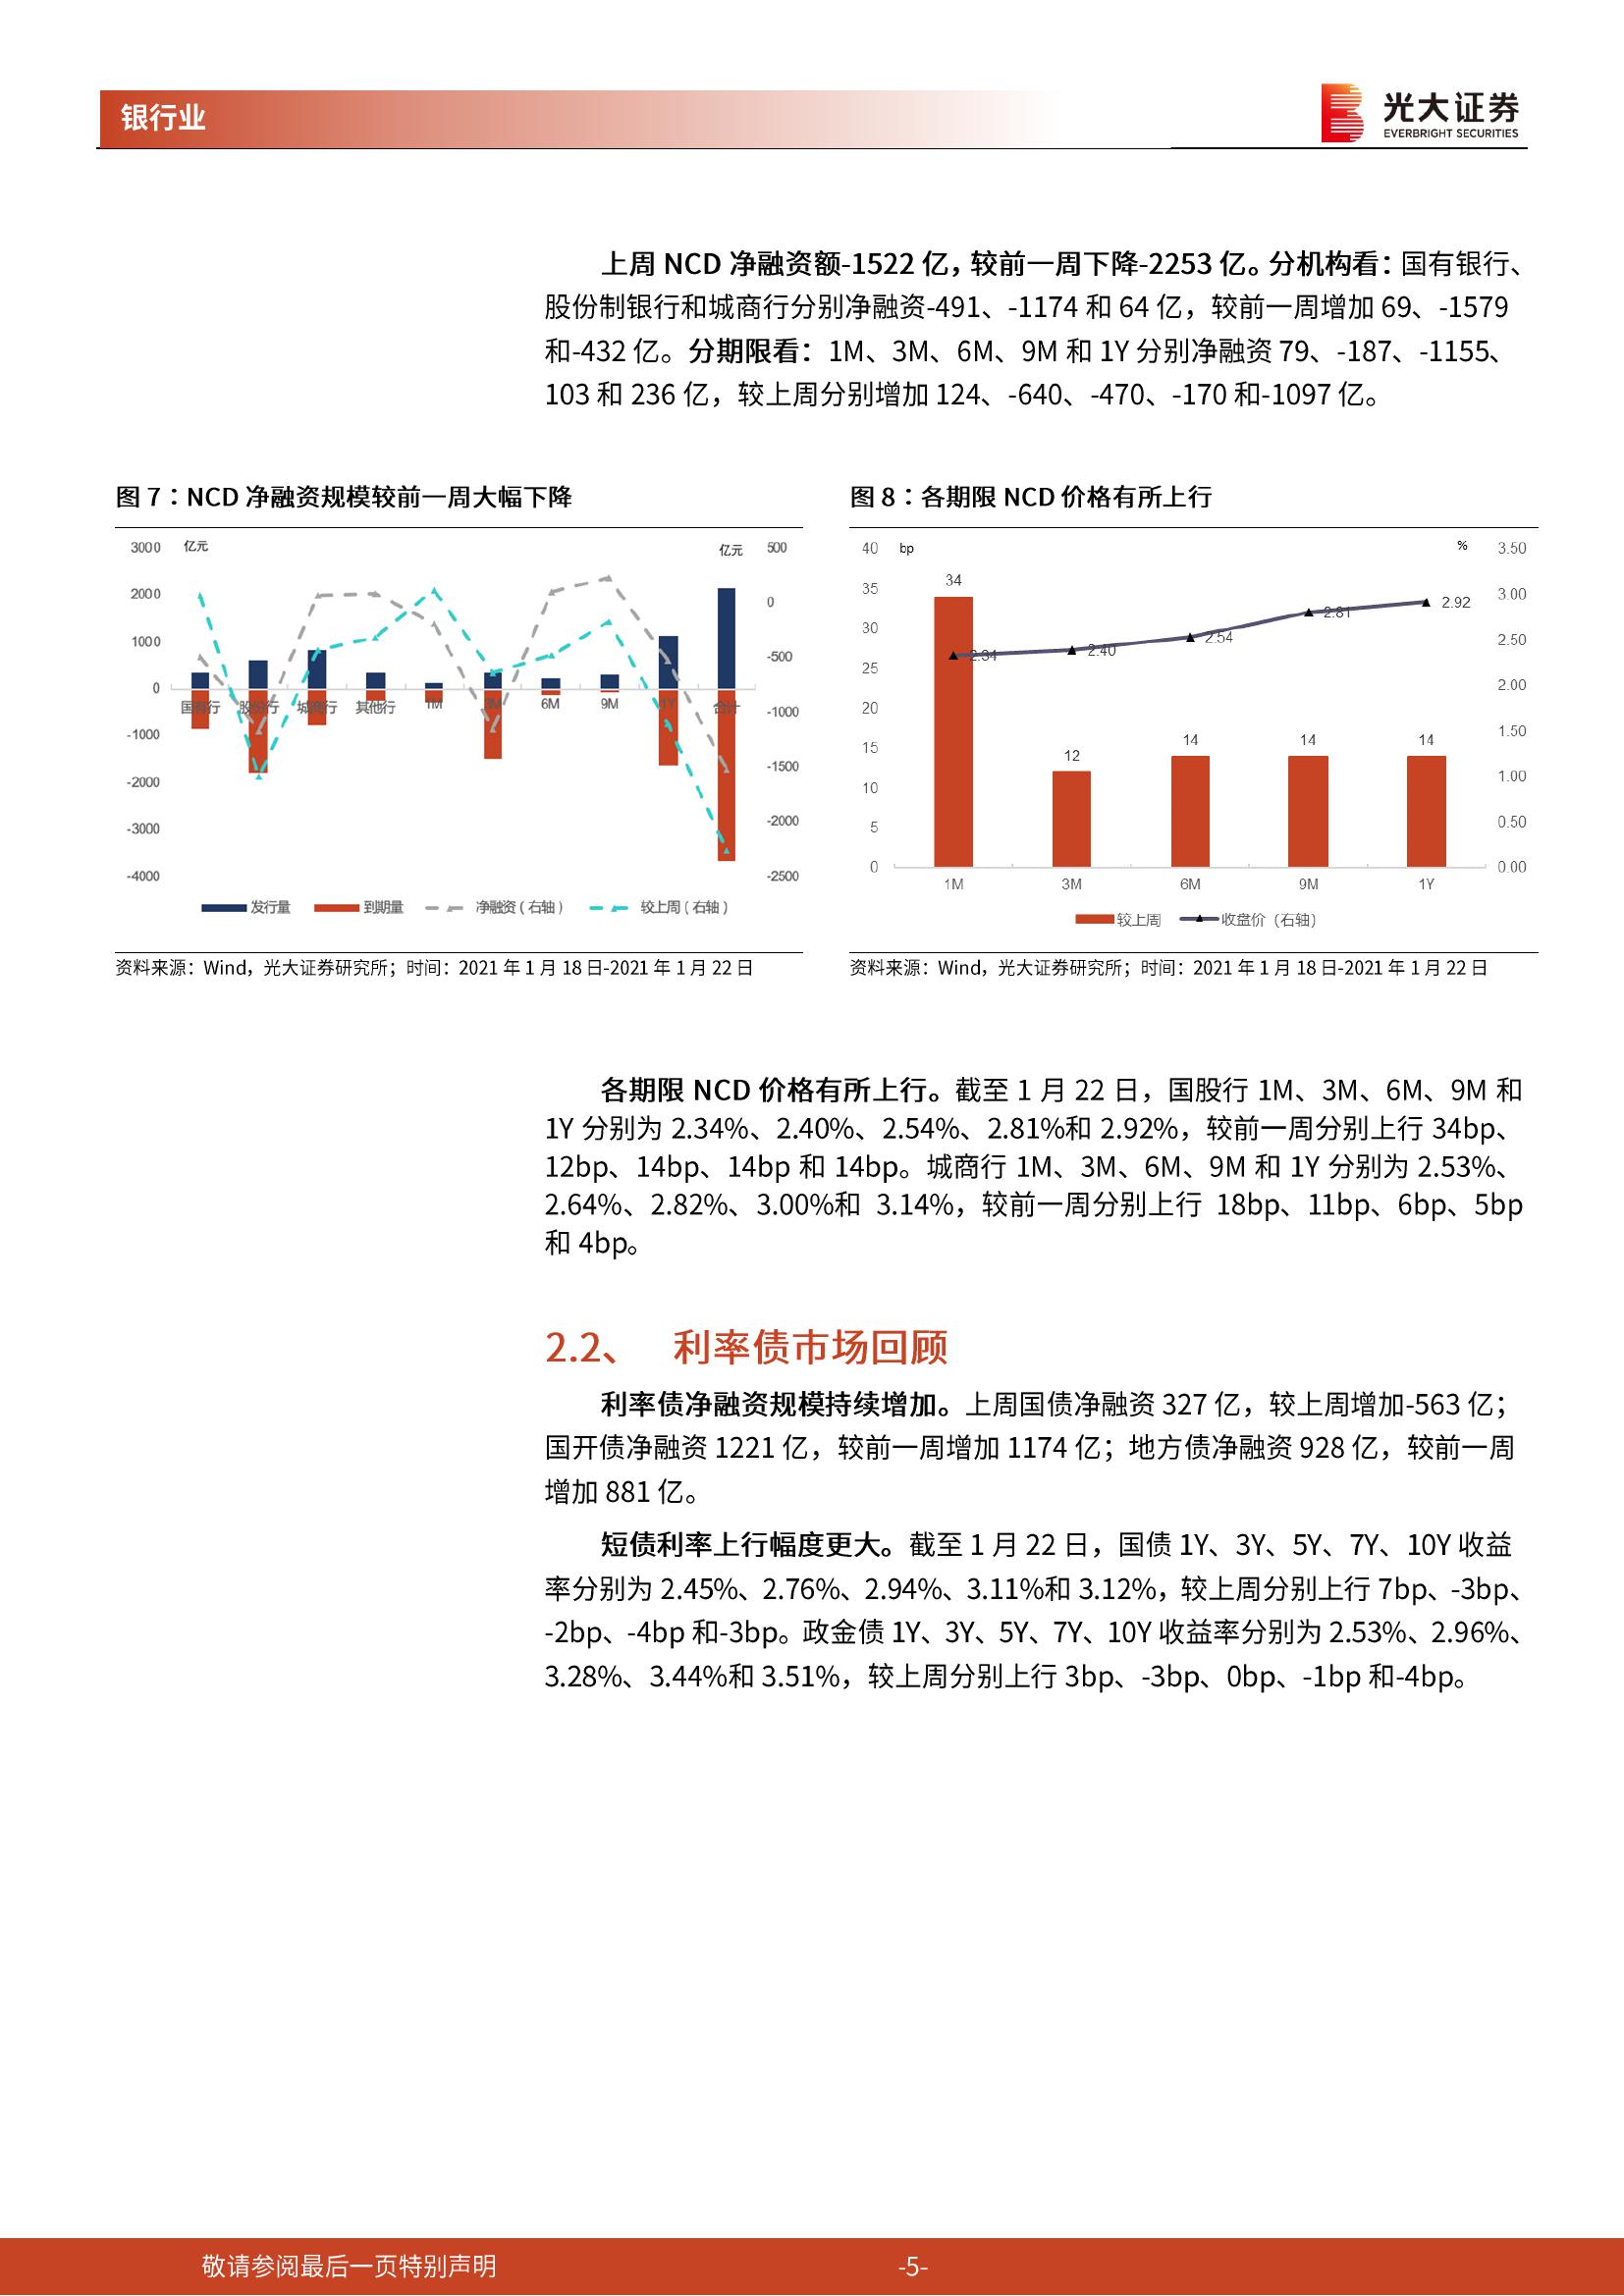 银行业
光大证券
EVERBRIGHT SECURITIES
上周 NCD 净融资额-1522 亿，较前一周下降-2253 亿。分机构看：国有银行、
股份制银行和城商行分别净融资-491、-1174 和 64 亿，较前一周增加 69、-1579
和-432 亿。分期限看：1M、3M、6M、9M 和 1Y 分别净融资 79、-187、-1155、
103 和 236 亿，较上周分别增加 124、-640、-470、-170 和-1097 亿。
图 7：NCD 净融资规模较前一周大幅下降
3000 亿元 亿元 500
2000 0
1000 -500
0 -1000
-1000 -1500
-2000 -2000
-3000 -2500
-4000
国有行 股份行 城商行 其他行 1M 3M 6M 9M 1Y 合计
发行量 到期量 净融资（右轴） 较上周（右轴）
资料来源：Wind，光大证券研究所；时间：2021 年 1 月 18 日-2021 年 1 月 22 日
图 8：各期限 NCD 价格有所上行
40 bp % 3.50
35 3.00
30 2.50
25 2.00
20 1.50
15 1.00
10 0.50
5 0.00
0
34 12 14 14 14
2.34 2.40 2.54 2.81 2.92
1M 3M 6M 9M 1Y
较上周 收盘价（右轴）
资料来源：Wind，光大证券研究所；时间：2021 年 1 月 18 日-2021 年 1 月 22 日
各期限 NCD 价格有所上行。截至 1 月 22 日，国股行 1M、3M、6M、9M 和
1Y 分别为 2.34%、2.40%、2.54%、2.81%和 2.92%，较前一周分别上行 34bp、
12bp、14bp、14bp 和 14bp。城商行 1M、3M、6M、9M 和 1Y 分别为 2.53%、
2.64%、2.82%、3.00%和 3.14%，较前一周分别上行 18bp、11bp、6bp、5bp
和 4bp。
2.2、 利率债市场回顾
利率债净融资规模持续增加。上周国债净融资 327 亿，较上周增加-563 亿；
国开债净融资 1221 亿，较前一周增加 1174 亿；地方债净融资 928 亿，较前一周
增加 881 亿。
短债利率上行幅度更大。截至 1 月 22 日，国债 1Y、3Y、5Y、7Y、10Y 收益
率分别为 2.45%、2.76%、2.94%、3.11%和 3.12%，较上周分别上行 7bp、-3bp、
-2bp、-4bp 和-3bp。政金债 1Y、3Y、5Y、7Y、10Y 收益率分别为 2.53%、2.96%、
3.28%、3.44%和 3.51%，较上周分别上行 3bp、-3bp、0bp、-1bp 和-4bp。
敬请参阅最后一页特别声明
-5-